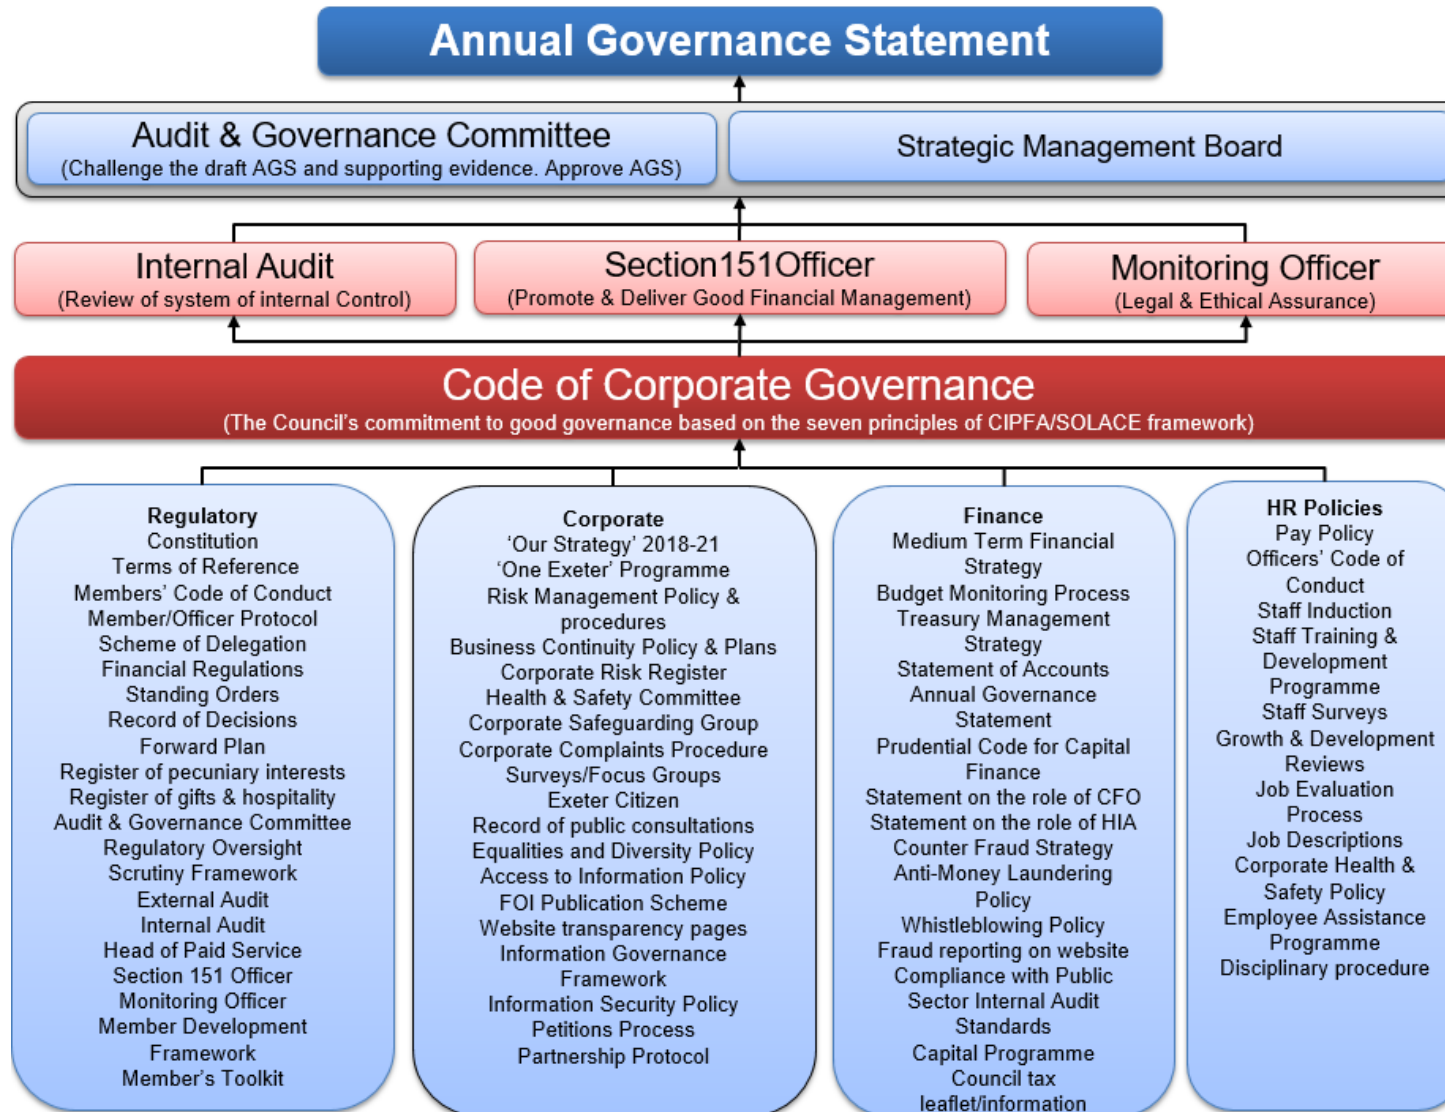 Annual Governance Statement
Audit & Governance Committee
(Challenge the draft AGS and supporting evidence. Approve AGS)
Strategic Management Board
Internal Audit
(Review of system of internal Control)
Section151Officer
(Promote & Deliver Good Financial Management)
Monitoring Officer
(Legal & Ethical Assurance)
Code of Corporate Governance
(The Council's commitment to good governance based on the seven principles of CIPFA/SOLACE framework)
Regulatory
Constitution
Terms of Reference
Members' Code of Conduct
Member/Officer Protocol
Scheme of Delegation
Financial Regulations
Standing Orders
Record of Decisions
Forward Plan
Register of pecuniary interests
Register of gifts & hospitality
Audit & Governance Committee
Regulatory Oversight
Scrutiny Framework
External Audit
Internal Audit
Head of Paid Service
Section 151 Officer
Monitoring Officer
Member Development
Framework
Member's Toolkit
Corporate
'Our Strategy' 2018-21
'One Exeter' Programme
Risk Management Policy &
procedures
Business Continuity Policy & Plans
Corporate Risk Register
Health & Safety Committee
Corporate Safeguarding Group
Corporate Complaints Procedure
Surveys/Focus Groups
Exeter Citizen
Record of public consultations
Equalities and Diversity Policy
Access to Information Policy
FOI Publication Scheme
Website transparency pages
Information Governance
Framework
Information Security Policy
Petitions Process
Partnership Protocol
Finance
Medium Term Financial
Strategy
Budget Monitoring Process
Treasury Management
Strategy
Statement of Accounts
Annual Governance
Statement
Prudential Code for Capital
Finance
Statement on the role of CFO
Statement on the role of HIA
Counter Fraud Strategy
Anti-Money Laundering
Policy
Whistleblowing Policy
Fraud reporting on website
Compliance with Public
Sector Internal Audit
Standards
Capital Programme
Council tax
leaflet/information
HR Policies
Pay Policy
Officers' Code of
Conduct
Staff Induction
Staff Training &
Development
Programme
Staff Surveys
Growth & Development
Reviews
Job Evaluation
Process
Job Descriptions
Corporate Health &
Safety Policy
Employee Assistance
Programme
Disciplinary procedure